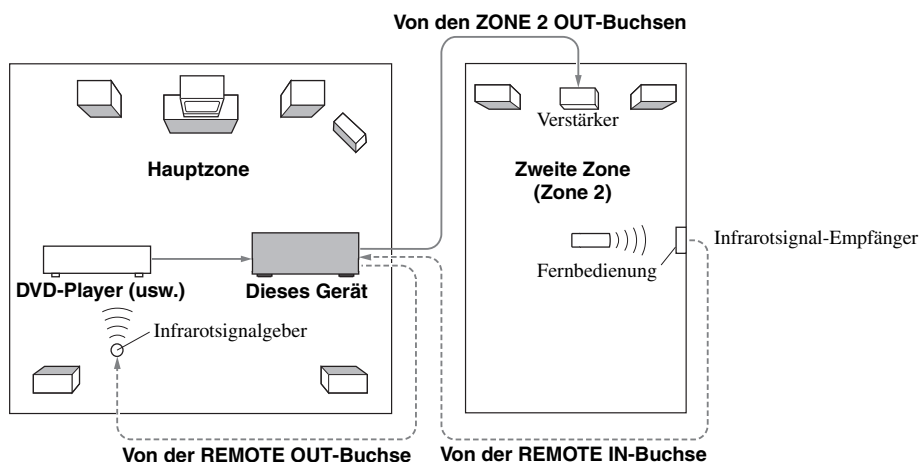 Von den ZONE 2 OUT-Buchsen
Verstärker
Hauptzone
Zweite Zone
(Zone 2)
Infrarotsignal-Empfänger
Fernbedienung
DVD-Player (usw.)
Dieses Gerät
Infrarotsignalgeber
Von der REMOTE OUT-Buchse
Von der REMOTE IN-Buchse